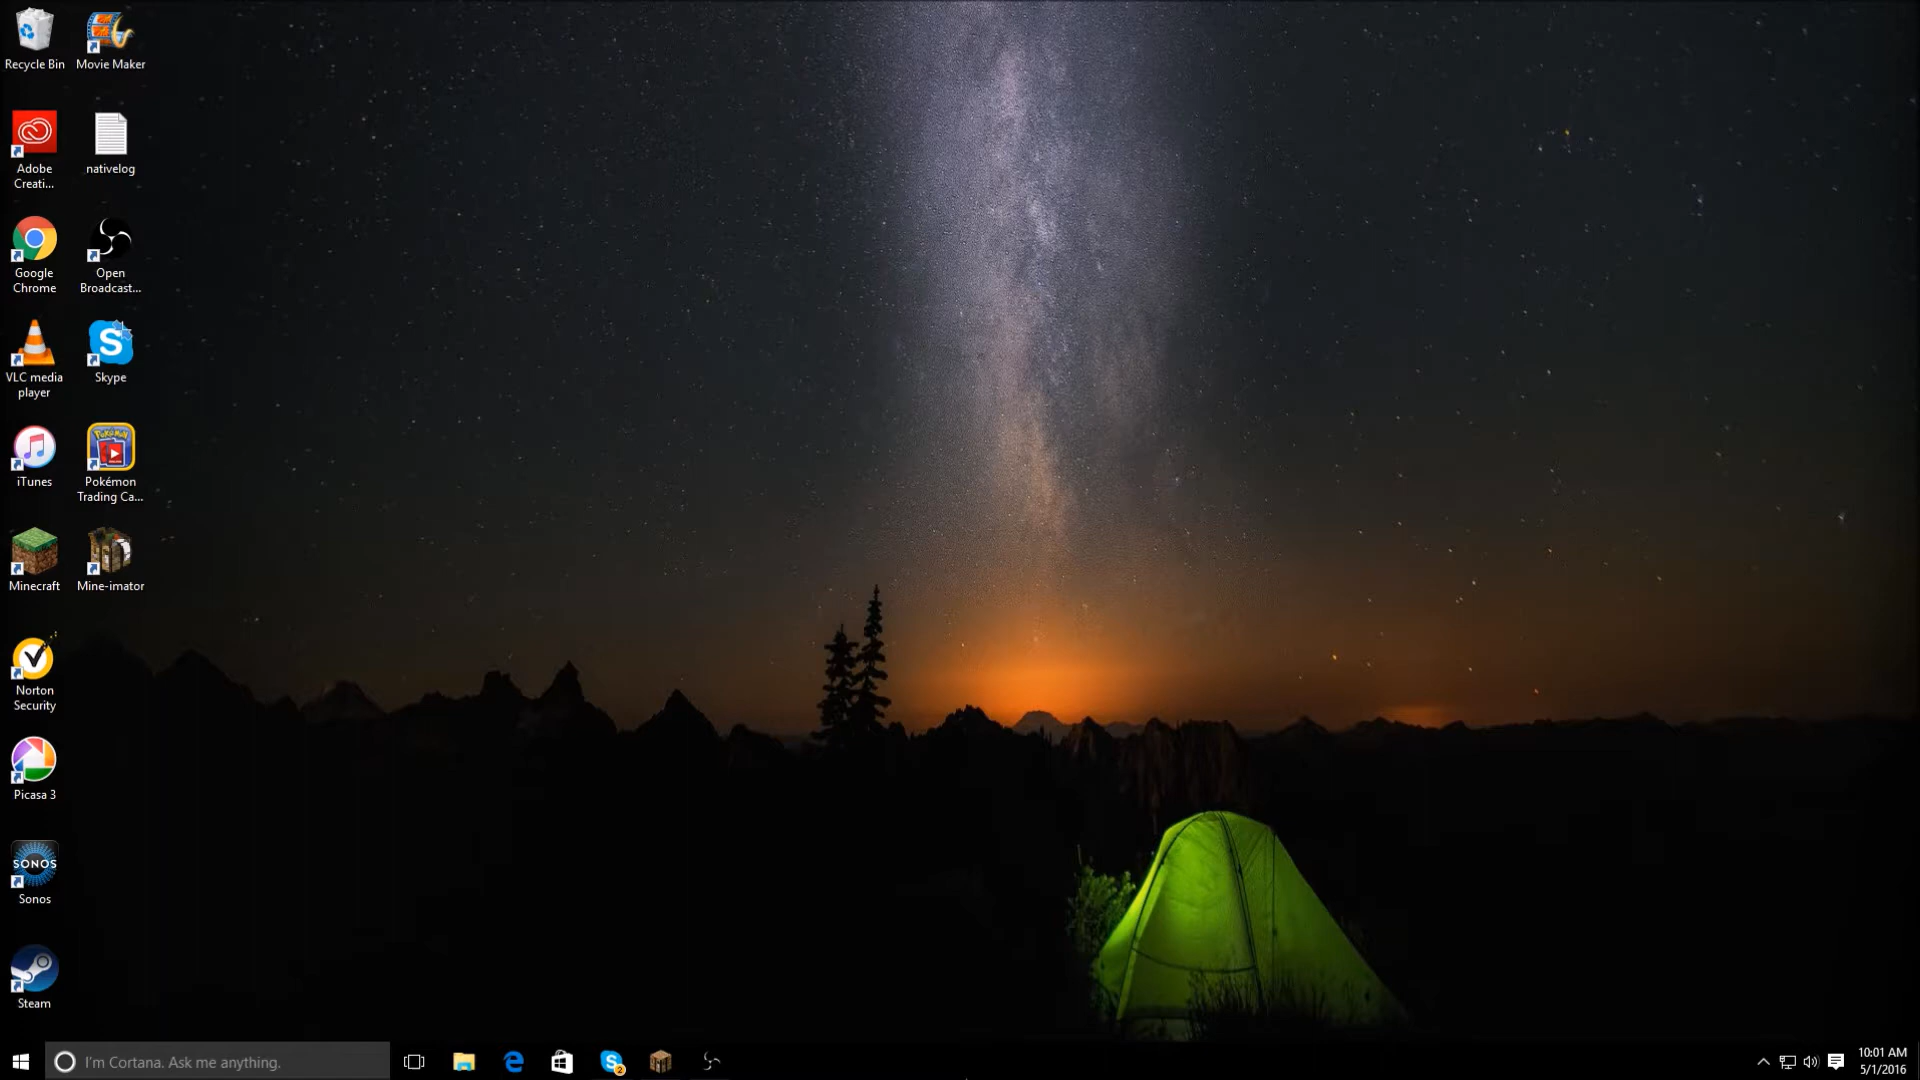 Recycle Bin
Movie Maker
Adobe
Creati...
nativelog
Google
Chrome
Open
Broadcast...
VLC media
player
S
Skype
iTunes
Pokémon
Pokémon
Trading Ca...
Minecraft
Mine-imator
Norton
Security
Picasa 3
SONOS
Sonos
Steam
I'm Cortana. Ask me anything.
S
2
10:01 AM
5/1/2016